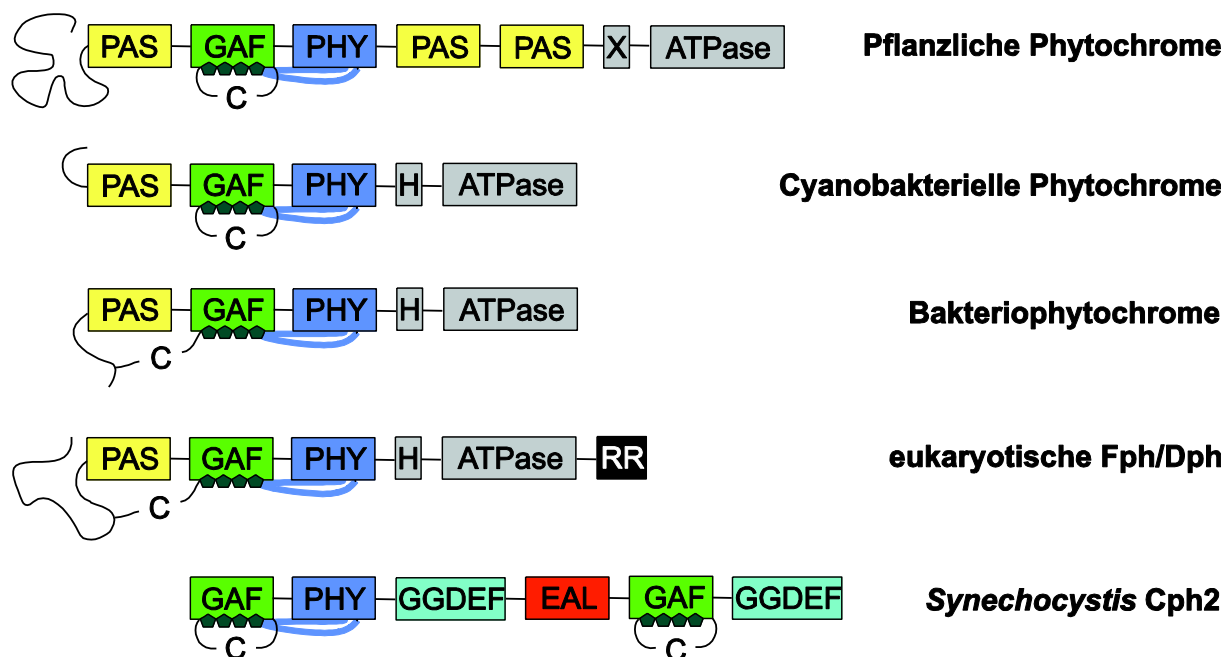 PAS GAF PHY PAS PAS X ATPase Pflanzliche Phytochrome
C
PAS GAF PHY H ATPase Cyanobakterielle Phytochrome
C
PAS GAF PHY H ATPase Bakteriophytochrome
C
PAS GAF PHY H ATPase RR eukaryotische Fph/Dph
C
GAF PHY GGDEF EAL GAF GGDEF Synechocystis Cph2
C C